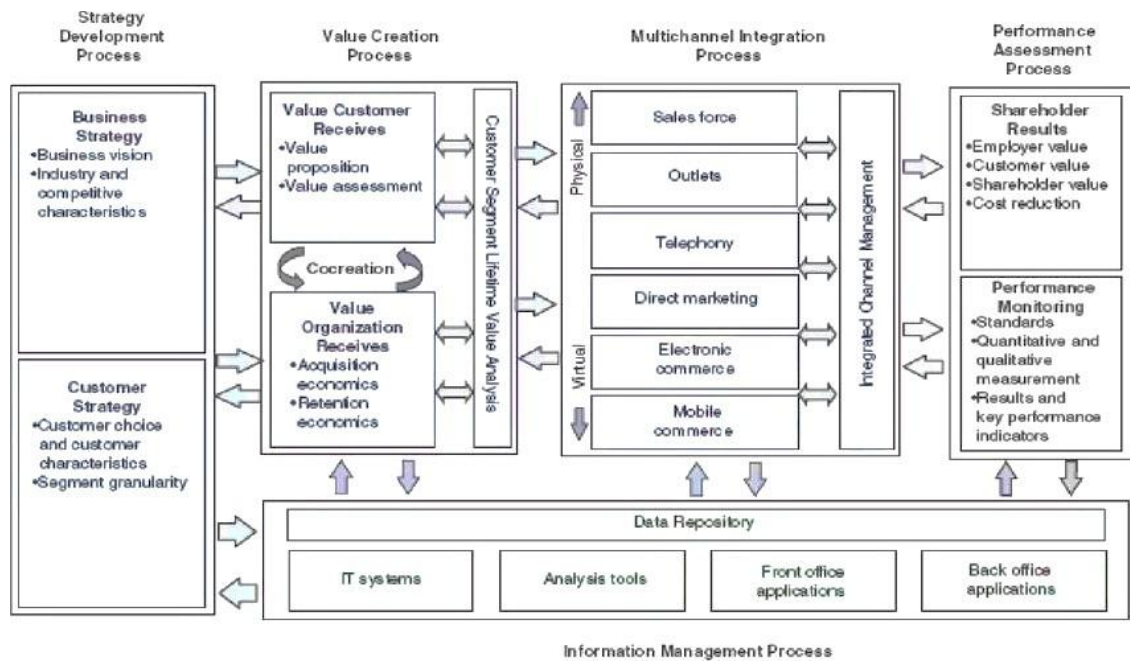 Strategy
Development
Process
Value Creation
Process
Multichannel Integration
Process
Performance
Assessment
Process
Business
Strategy
•Business vision
•Industry and
competitive
characteristics
Customer
Strategy
•Customer choice
and customer
characteristics
•Segment granularity
Value Customer
Receives
•Value
proposition
•Value assessment
Cocreation
Value
Organization
Receives
•Acquisition
economics
•Retention
economics
Customer Segment Lifetime Value Analysis
Physical
Virtual
Sales force
Outlets
Telephony
Direct marketing
Electronic
commerce
Mobile
commerce
Integrated Channel Management
Shareholder
Results
•Employer value
•Customer value
•Shareholder value
•Cost reduction
Performance
Monitoring
•Standards
•Quantitative and
qualitative
measurement
•Results and
key performance
indicators
Data Repository
IT systems
Analysis tools
Front office
applications
Back office
applications
Information Management Process